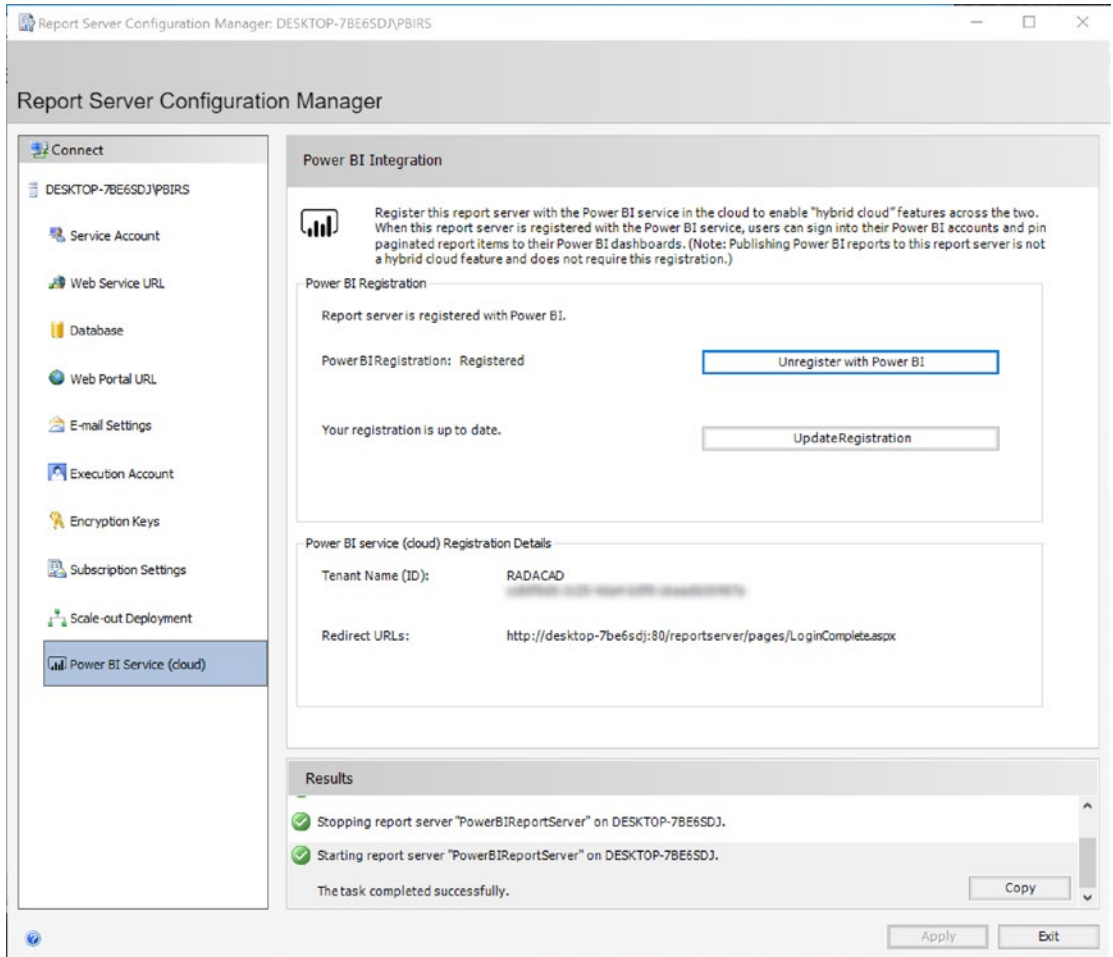 Report Server Configuration Manager: DESKTOP-7BE6SDJ\PBIRS
Report Server Configuration Manager
Connect
DESKTOP-7BE6SDJ\PBIRS
Service Account
Web Service URL
Database
Web Portal URL
E-mail Settings
Execution Account
Encryption Keys
Subscription Settings
Scale-out Deployment
Power BI Service (cloud)
Power BI Integration
Register this report server with the Power BI service in the cloud to enable "hybrid cloud" features across the two.
When this report server is registered with the Power BI service, users can sign into their Power BI accounts and pin
paginated report items to their Power BI dashboards. (Note: Publishing Power BI reports to this report server is not
a hybrid cloud feature and does not require this registration.)
Power BI Registration
Report server is registered with Power BI.
PowerBIRegistration: Registered
Unregister with Power BI
Your registration is up to date.
UpdateRegistration
Power BI service (cloud) Registration Details
Tenant Name (ID): RADACAD
Redirect URLs: http://desktop-7be6sdj:80/reportserver/pages/LoginComplete.aspx
Results
Stopping report server "PowerBIReportServer" on DESKTOP-7BE6SDJ.
Starting report server "PowerBIReportServer" on DESKTOP-7BE6SDJ.
The task completed successfully.
Copy
Apply
Exit